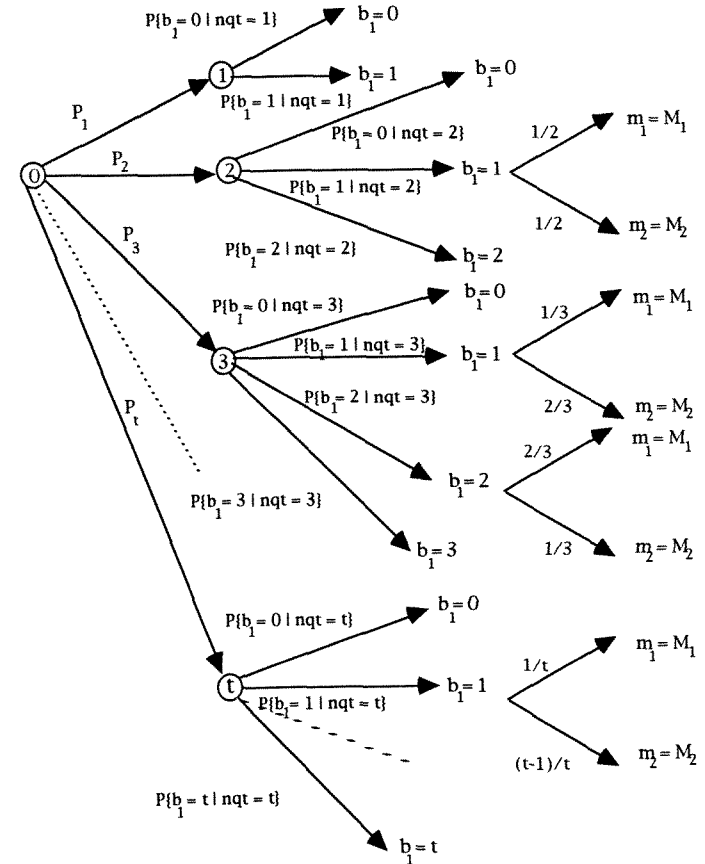 P{b₁=0 | nqt = 1}
b₁=0
1
b₁= 1
P{b₁= 1 | nqt = 1}
b₁=0
P₁
P{b₁= 0 | nqt = 2}
1/2
m₁= M₁
0
P₂
2
b₁= 1
P{b₁= 1 | nqt = 2}
1/2
m₂= M₂
P₃
P{b₁= 2 | nqt = 2}
b₁= 2
b₁=0
P{b₁= 0 | nqt = 3}
1/3
m₁= M₁
P{b₁= 1 | nqt = 3}
b₁= 1
3
P{b₁= 2 | nqt = 3}
2/3
m₂= M₂
Pₜ
2/3
m₁= M₁
b₁= 2
P{b₁= 3 | nqt = 3}
1/3
m₂= M₂
b₁= 3
P{b₁= 0 | nqt = t}
b₁=0
1/t
m₁= M₁
t
b₁= 1
P{b₁= 1 | nqt = t}
(t-1)/t
m₂= M₂
P{b₁= t | nqt = t}
b₁= t